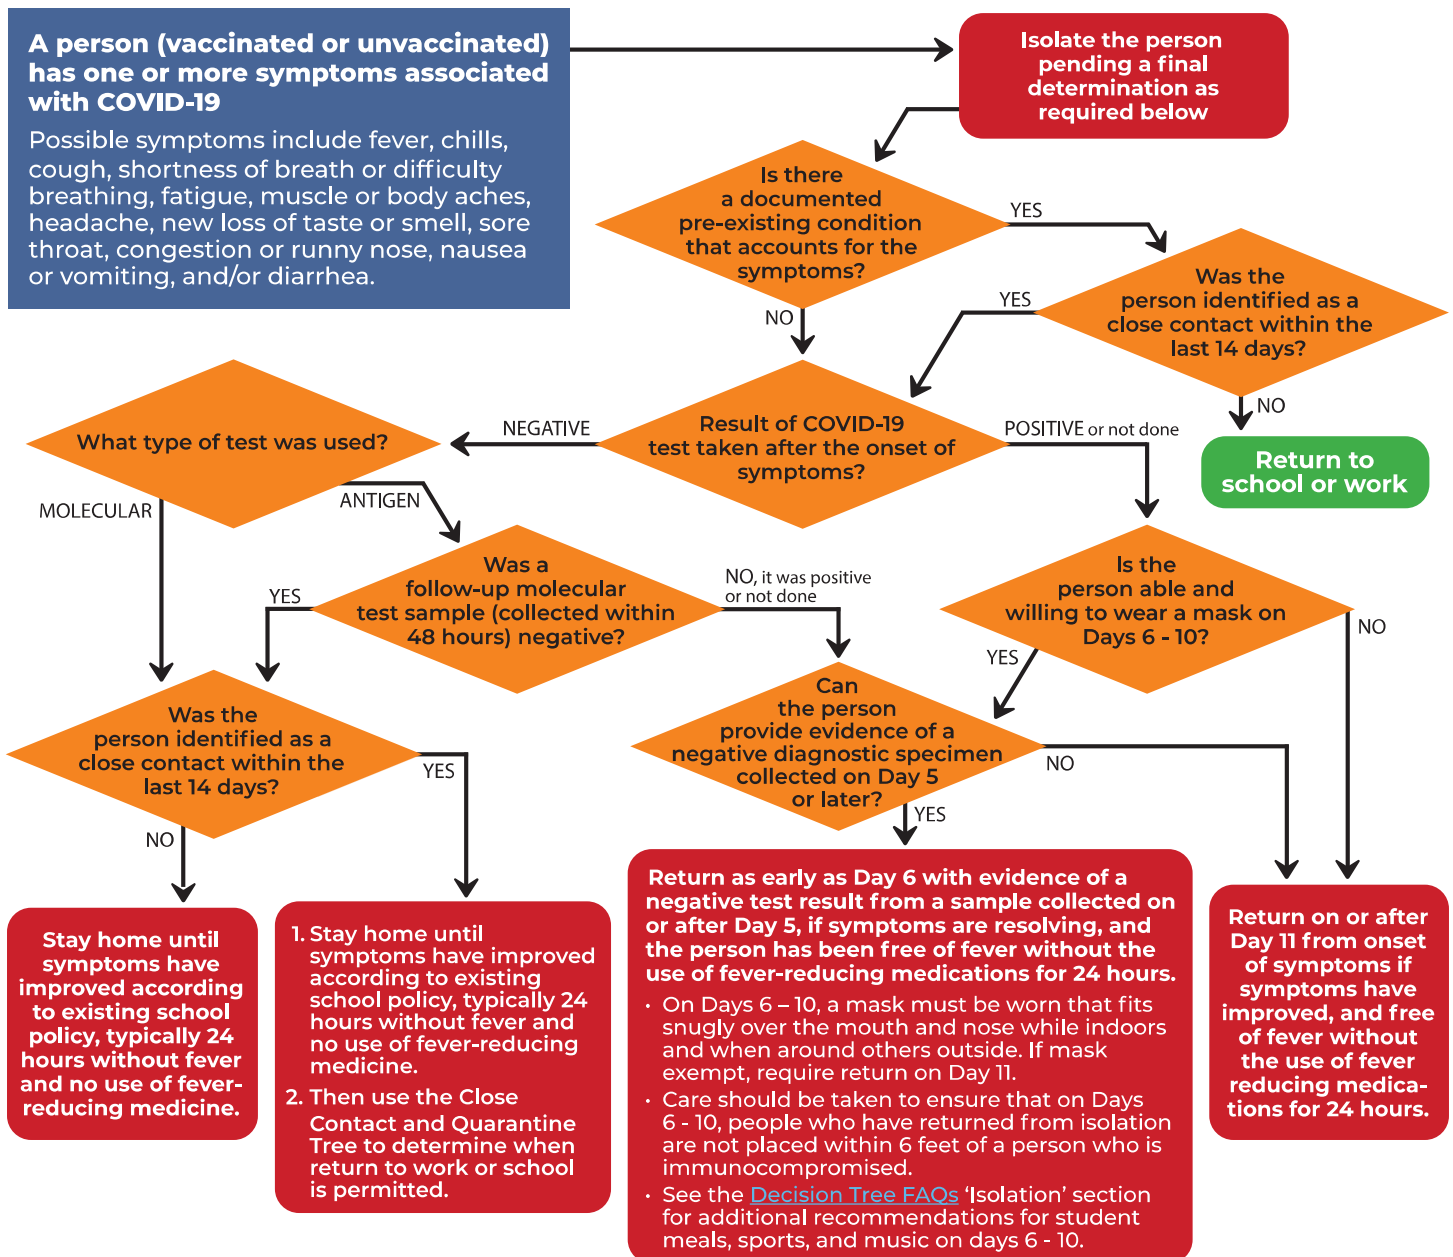 A person (vaccinated or unvaccinated)
has one or more symptoms associated
with COVID-19
Possible symptoms include fever, chills,
cough, shortness of breath or difficulty
breathing, fatigue, muscle or body aches,
headache, new loss of taste or smell, sore
throat, congestion or runny nose, nausea
or vomiting, and/or diarrhea.
Isolate the person
pending a final
determination as
required below
Is there
a documented
pre-existing condition
that accounts for the
symptoms?
YES
NO
Was the
person identified as a
close contact within the
last 14 days?
YES
NO
Return to
school or work
Result of COVID-19
test taken after the onset of
symptoms?
NEGATIVE
POSITIVE or not done
What type of test was used?
MOLECULAR
ANTIGEN
Was a
follow-up molecular
test sample (collected within
48 hours) negative?
YES
NO, it was positive
or not done
Is the
person able and
willing to wear a mask on
Days 6 - 10?
YES
NO
Was the
person identified as a
close contact within the
last 14 days?
YES
NO
Can
the person
provide evidence of a
negative diagnostic specimen
collected on Day 5
or later?
NO
YES
Stay home until
symptoms have
improved according
to existing school
policy, typically 24
hours without fever
and no use of fever-
reducing medicine.
1. Stay home until
symptoms have improved
according to existing
school policy, typically 24
hours without fever and
no use of fever-reducing
medicine.
2. Then use the Close
Contact and Quarantine
Tree to determine when
return to work or school
is permitted.
Return as early as Day 6 with evidence of a
negative test result from a sample collected on
or after Day 5, if symptoms are resolving, and
the person has been free of fever without the
use of fever-reducing medications for 24 hours.
• On Days 6 – 10, a mask must be worn that fits
snugly over the mouth and nose while indoors
and when around others outside. If mask
exempt, require return on Day 11.
• Care should be taken to ensure that on Days
6 - 10, people who have returned from isolation
are not placed within 6 feet of a person who is
immunocompromised.
• See the Decision Tree FAQs ‘Isolation’ section
for additional recommendations for student
meals, sports, and music on days 6 - 10.
Return on or after
Day 11 from onset
of symptoms if
symptoms have
improved, and free
of fever without
the use of fever
reducing medica-
tions for 24 hours.